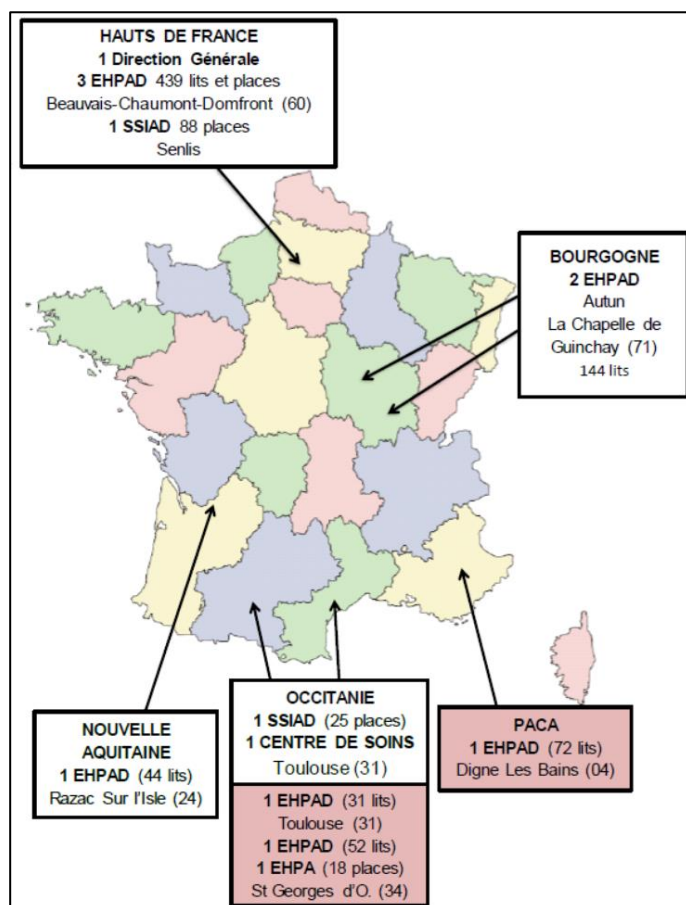 HAUTS DE FRANCE
1 Direction Générale
3 EHPAD 439 lits et places
Beauvais-Chaumont-Domfront (60)
1 SSIAD 88 places
Senlis
BOURGOGNE
2 EHPAD
Autun
La Chapelle de
Guinchay (71)
144 lits
NOUVELLE
AQUITAINE
1 EHPAD (44 lits)
Razac Sur l'Isle (24)
OCCITANIE
1 SSIAD (25 places)
1 CENTRE DE SOINS
Toulouse (31)
1 EHPAD (31 lits)
Toulouse (31)
1 EHPAD (52 lits)
1 EHPA (18 places)
St Georges d'O. (34)
PACA
1 EHPAD (72 lits)
Digne Les Bains (04)